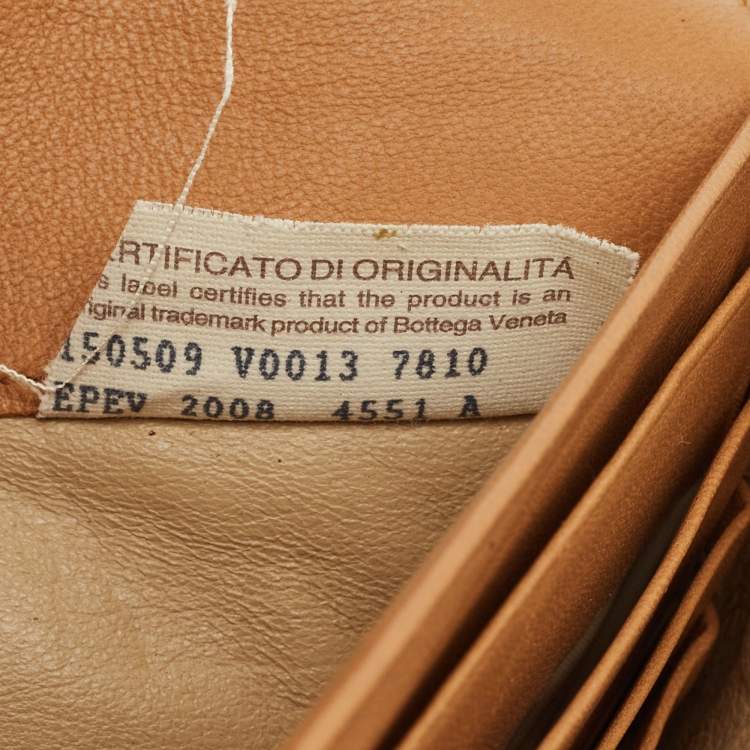 RTIFICATO DI ORIGINALITÁ
s label certifies that the product is an
iginal trademark product of Bottega Veneta
150509 V0013 7810
EPEV 2008 4551 A